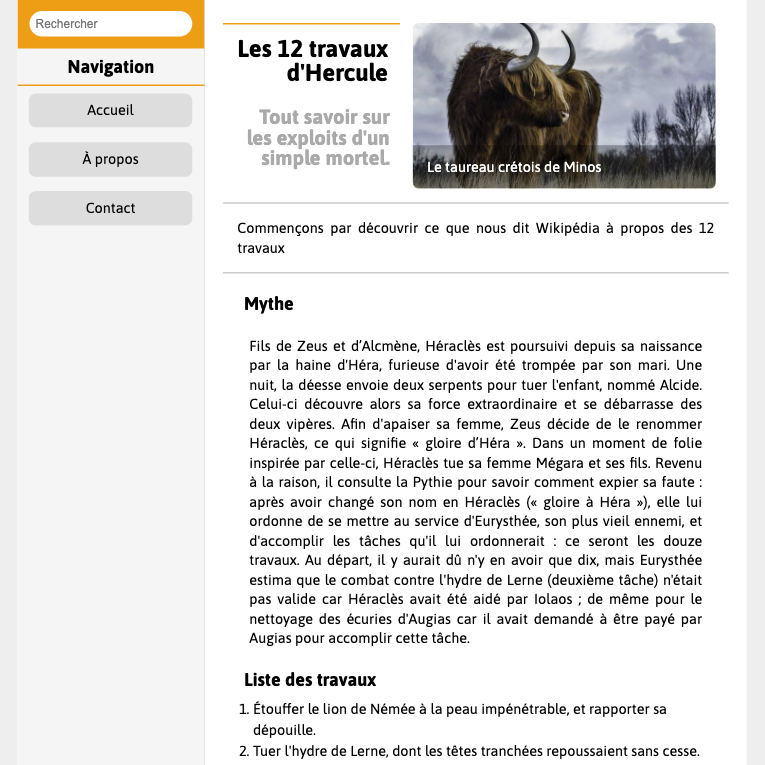 Rechercher
Navigation
Accueil
À propos
Contact
Les 12 travaux
d'Hercule
Tout savoir sur
les exploits d'un
simple mortel.
Le taureau crétois de Minos
Commençons par découvrir ce que nous dit Wikipédia à propos des 12
travaux
Mythe
Fils de Zeus et d’Alcmène, Héraclès est poursuivi depuis sa naissance
par la haine d'Héra, furieuse d'avoir été trompée par son mari. Une
nuit, la déesse envoie deux serpents pour tuer l'enfant, nommé Alcide.
Celui-ci découvre alors sa force extraordinaire et se débarrasse des
deux vipères. Afin d'apaiser sa femme, Zeus décide de le renommer
Héraclès, ce qui signifie « gloire d’Héra ». Dans un moment de folie
inspirée par celle-ci, Héraclès tue sa femme Mégara et ses fils. Revenu
à la raison, il consulte la Pythie pour savoir comment expier sa faute :
après avoir changé son nom en Héraclès (« gloire à Héra »), elle lui
ordonne de se mettre au service d'Eurysthée, son plus vieil ennemi, et
d'accomplir les tâches qu'il lui ordonnerait : ce seront les douze
travaux. Au départ, il y aurait dû n'y en avoir que dix, mais Eurysthée
estima que le combat contre l'hydre de Lerne (deuxième tâche) n'était
pas valide car Héraclès avait été aidé par Iolaos ; de même pour le
nettoyage des écuries d'Augias car il avait demandé à être payé par
Augias pour accomplir cette tâche.
Liste des travaux
1. Étouffer le lion de Némée à la peau impénétrable, et rapporter sa
dépouille.
2. Tuer l'hydre de Lerne, dont les têtes tranchées repoussaient sans cesse.